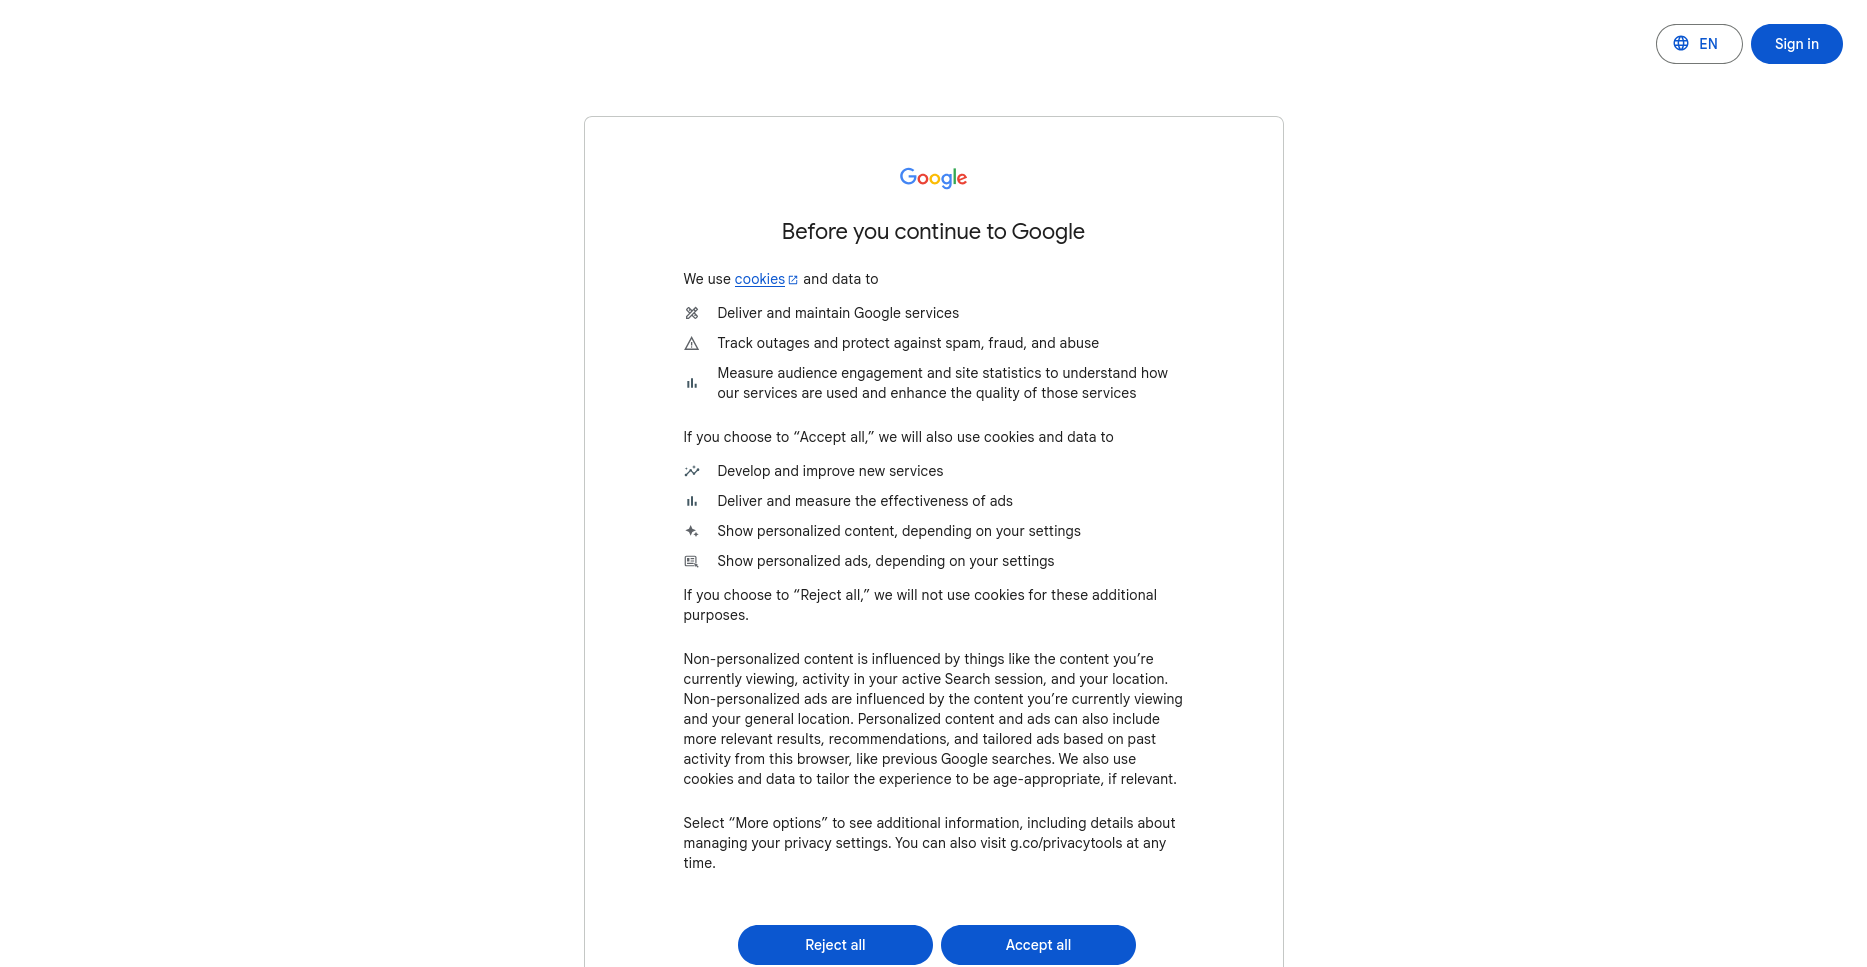 EN
Sign in
Google
Before you continue to Google
We use cookies and data to
Deliver and maintain Google services
Track outages and protect against spam, fraud, and abuse
Measure audience engagement and site statistics to understand how
our services are used and enhance the quality of those services
If you choose to “Accept all,” we will also use cookies and data to
Develop and improve new services
Deliver and measure the effectiveness of ads
Show personalized content, depending on your settings
Show personalized ads, depending on your settings
If you choose to “Reject all,” we will not use cookies for these additional
purposes.
Non-personalized content is influenced by things like the content you’re
currently viewing, activity in your active Search session, and your location.
Non-personalized ads are influenced by the content you’re currently viewing
and your general location. Personalized content and ads can also include
more relevant results, recommendations, and tailored ads based on past
activity from this browser, like previous Google searches. We also use
cookies and data to tailor the experience to be age-appropriate, if relevant.
Select “More options” to see additional information, including details about
managing your privacy settings. You can also visit g.co/privacytools at any
time.
Reject all
Accept all